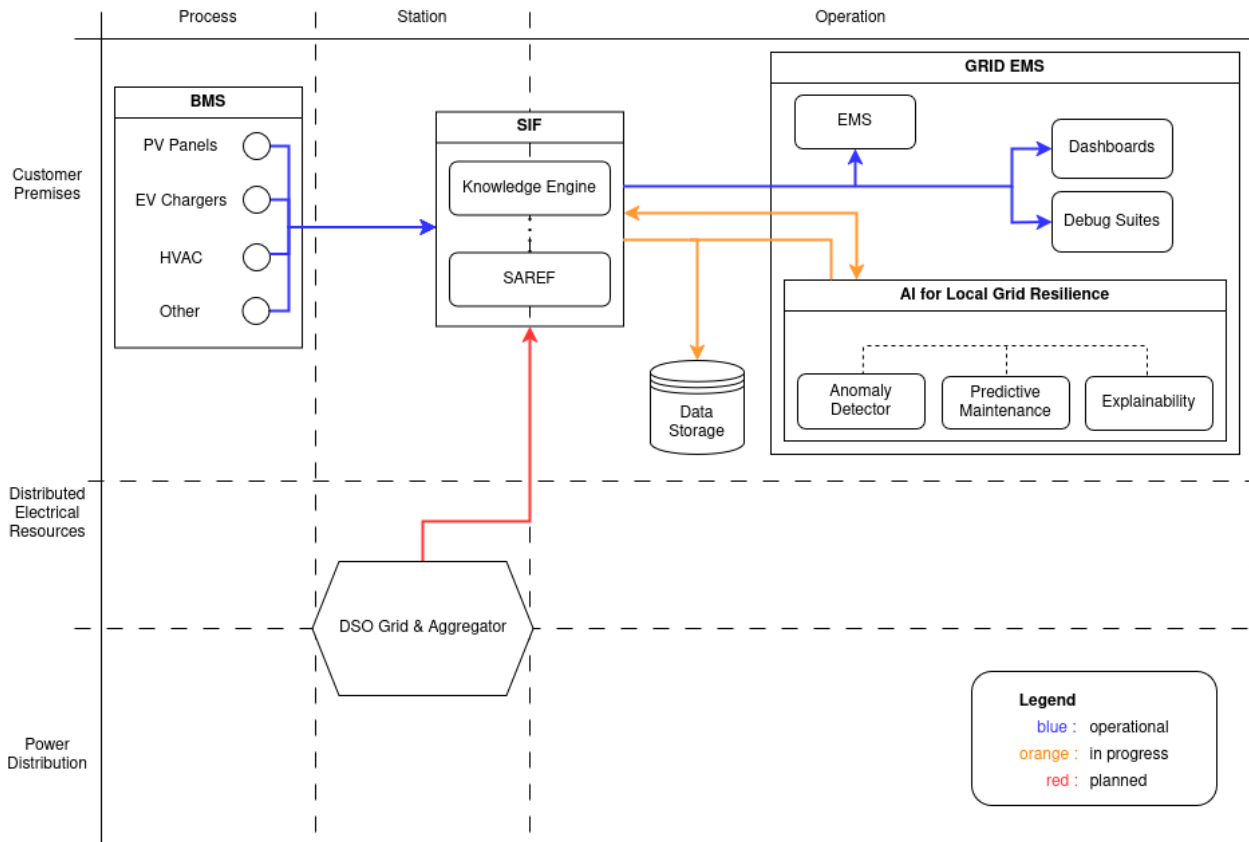 Process
Station
Operation
Customer
Premises
Distributed
Electrical
Resources
Power
Distribution
BMS
PV Panels
EV Chargers
HVAC
Other
SIF
Knowledge Engine
SAREF
GRID EMS
EMS
Dashboards
Debug Suites
AI for Local Grid Resilience
Anomaly
Detector
Predictive
Maintenance
Explainability
Data
Storage
DSO Grid & Aggregator
Legend
blue : operational
orange : in progress
red : planned